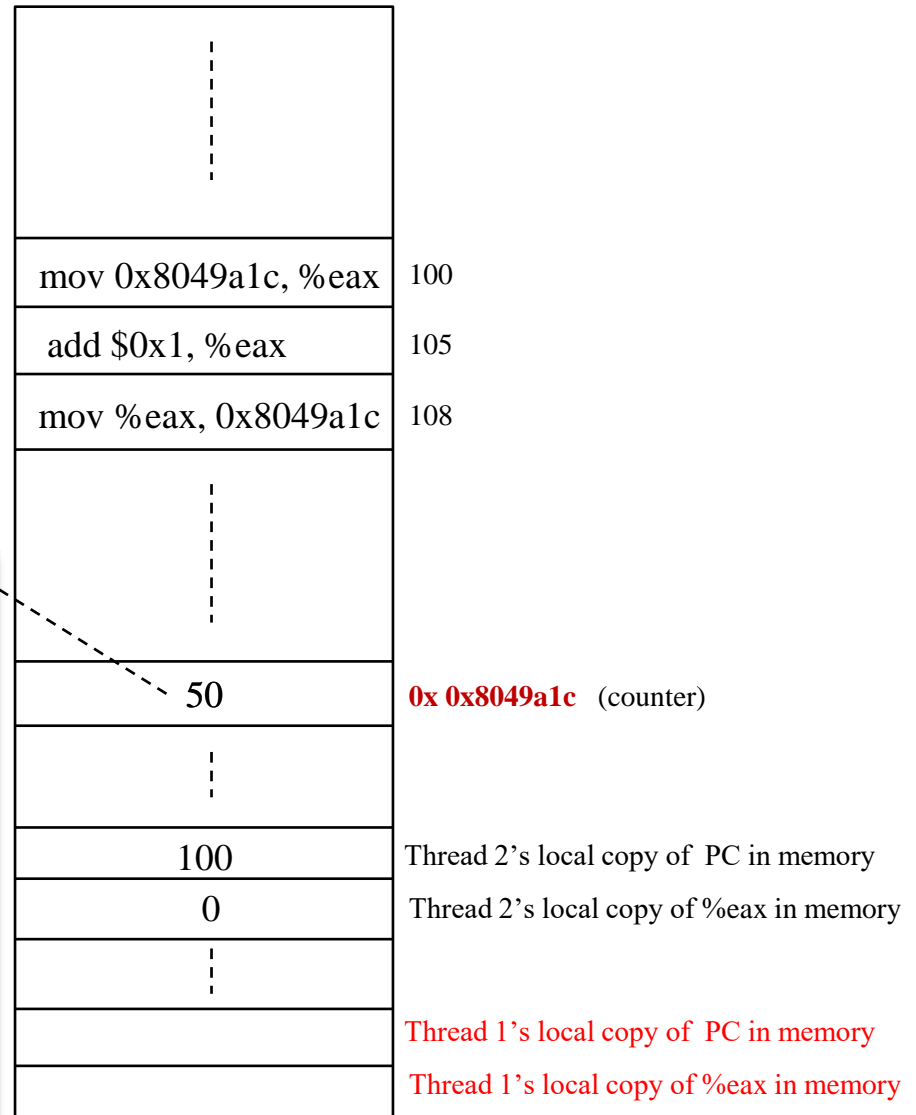 mov 0x8049a1c, %eax 100
add $0x1, %eax 105
mov %eax, 0x8049a1c 108
50 0x 0x8049a1c (counter)
100 Thread 2’s local copy of PC in memory
0 Thread 2’s local copy of %eax in memory
Thread 1’s local copy of PC in memory
Thread 1’s local copy of %eax in memory